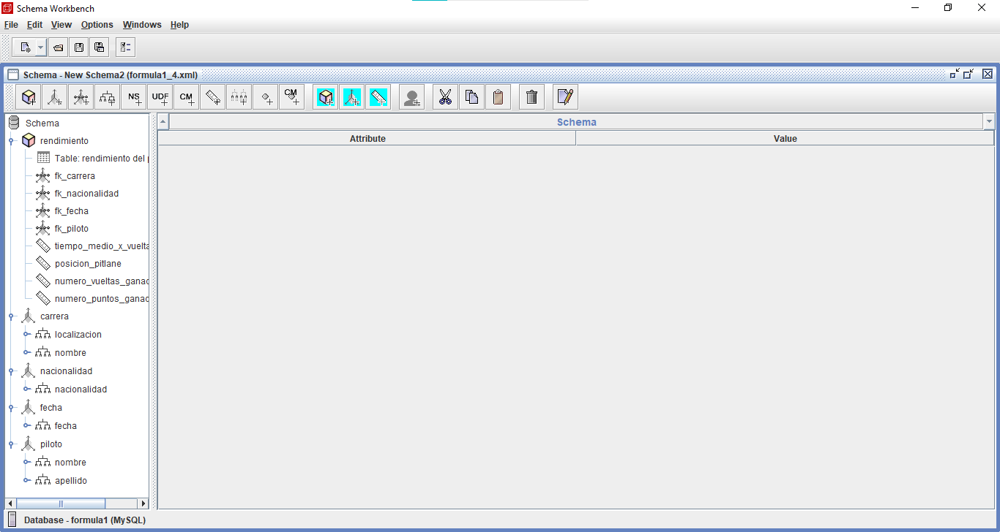 Schema Workbench
File Edit View Options Windows Help
Schema - New Schema2 (formula1_4.xml)
NS UDF CM CM
Schema
rendimiento
Table: rendimiento del
fk_carrera
fk_nacionalidad
fk_fecha
fk_piloto
tiempo_medio_x_vuelta
posicion_pitlane
numero_vueltas_ganad
numero_puntos_ganad
carrera
localizacion
nombre
nacionalidad
nacionalidad
fecha
fecha
piloto
nombre
apellido
Schema
Attribute Value
Database - formula1 (MySQL)